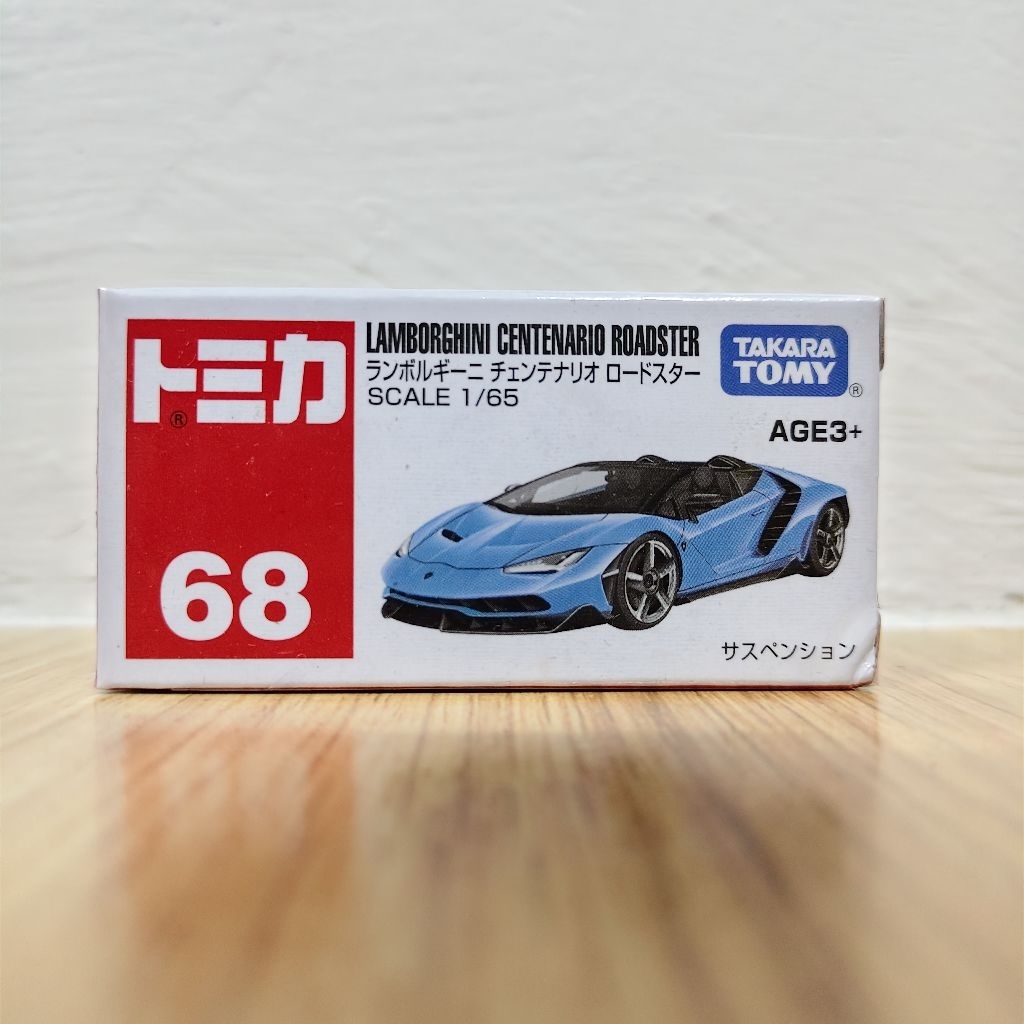 トミカ
®
68
LAMBORGHINI CENTENARIO ROADSTER
ランボルギーニ チェンテナリオ ロードスター
SCALE 1/65
TAKARA
TOMY
®
AGE3+
サスペンション